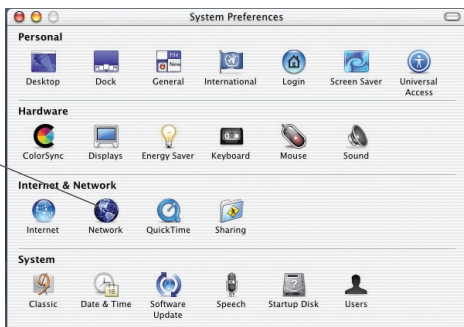 System Preferences
Personal
Desktop Dock General International Login Screen Saver Universal
Access
Hardware
ColorSync Displays Energy Saver Keyboard Mouse Sound
Internet & Network
Internet Network QuickTime Sharing
System
Classic Date & Time Software Speech Startup Disk Users
Update